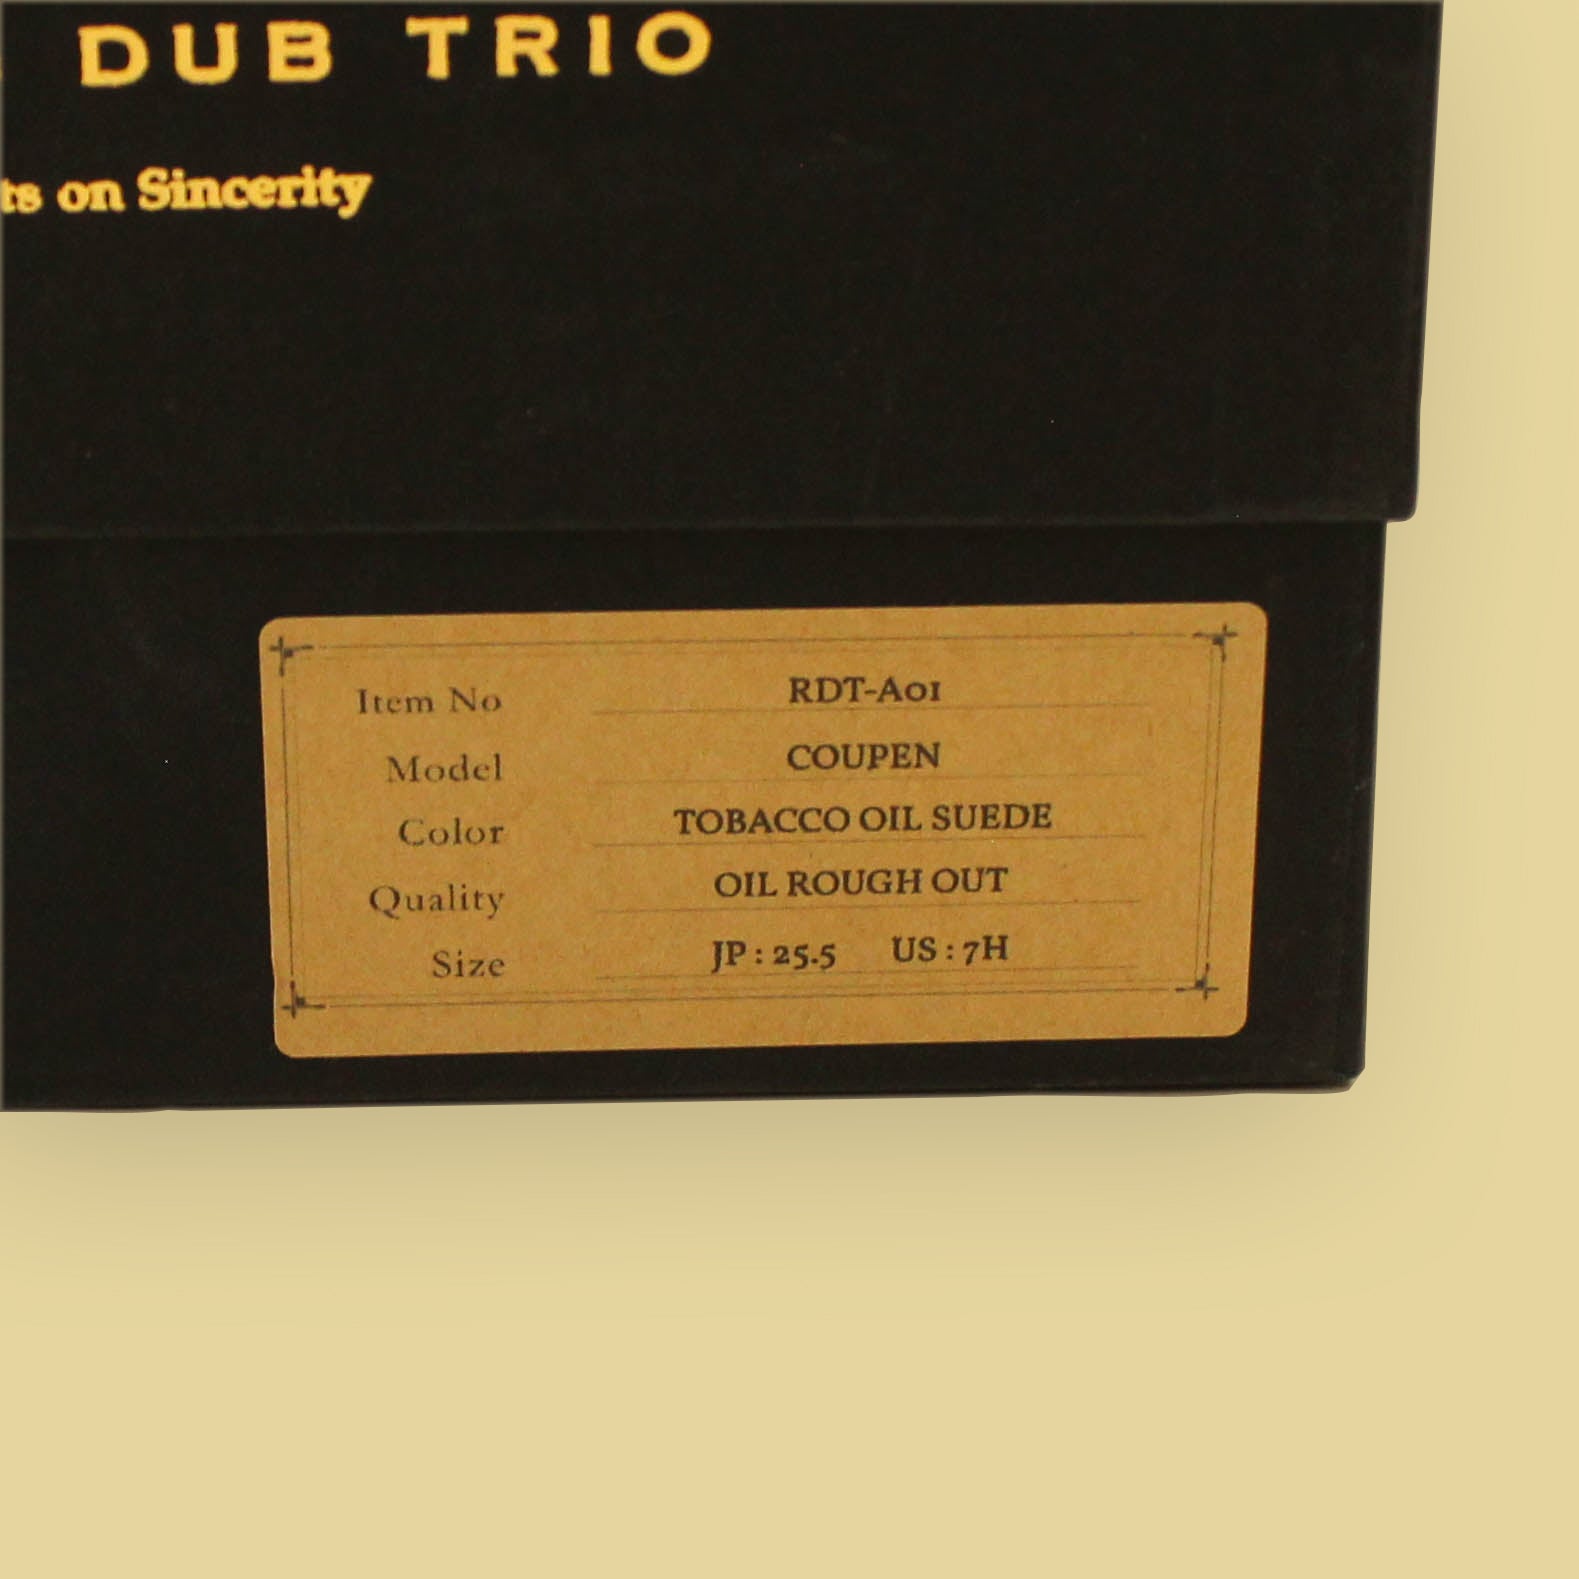 DUB TRIO
ts on Sincerity
Item No RDT-A01
Model COUPEN
Color TOBACCO OIL SUEDE
Quality OIL ROUGH OUT
Size JP : 25.5 US : 7H